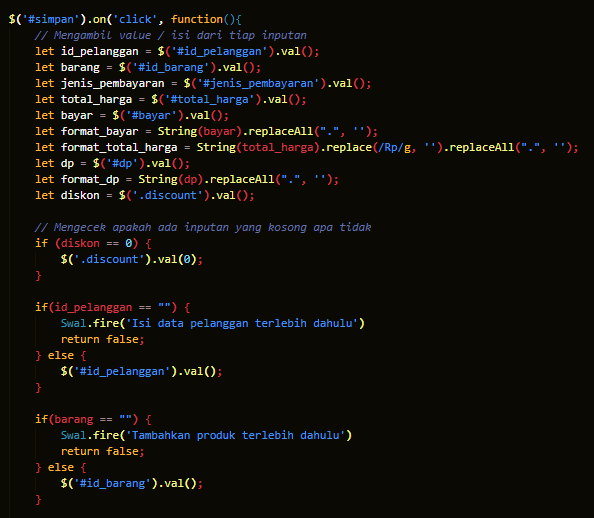 $('#simpan').on('click', function(){
// Mengambil value / isi dari tiap inputan
let id_pelanggan = $('#id_pelanggan').val();
let barang = $('#id_barang').val();
let jenis_pembayaran = $('#jenis_pembayaran').val();
let total_harga = $('#total_harga').val();
let bayar = $('#bayar').val();
let format_bayar = String(bayar).replaceAll(".", '');
let format_total_harga = String(total_harga).replace(/Rp/g, '').replaceAll(".", '');
let dp = $('#dp').val();
let format_dp = String(dp).replaceAll(".", '');
let diskon = $('.discount').val();
// Mengecek apakah ada inputan yang kosong apa tidak
if (diskon == 0) {
$('.discount').val(0);
}
if(id_pelanggan == "") {
Swal.fire('Isi data pelanggan terlebih dahulu')
return false;
} else {
$('#id_pelanggan').val();
}
if(barang == "") {
Swal.fire('Tambahkan produk terlebih dahulu')
return false;
} else {
$('#id_barang').val();
}